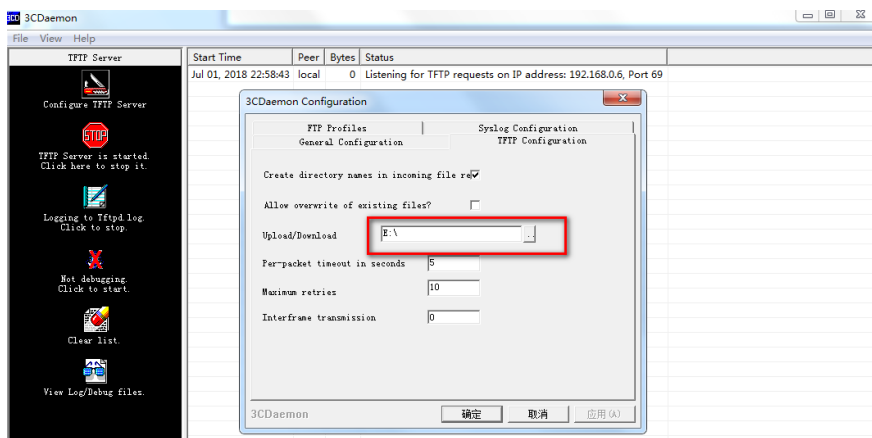 3CD 3CDaemon
File View Help
TFTP Server
Start Time Peer Bytes Status
Jul 01, 2018 22:58:43 local 0 Listening for TFTP requests on IP address: 192.168.0.6, Port 69
Configure TFTP Server
STOP
TFTP Server is started.
Click here to stop it.
Logging to Tftpd.log.
Click to stop.
Not debugging.
Click to start.
Clear list.
View Log/Debug files.
3CDaemon Configuration
FTP Profiles Syslog Configuration
General Configuration TFTP Configuration
Create directory names in incoming file re
Allow overwrite of existing files?
Upload/Download E:\ ..
Per-packet timeout in seconds 5
Maximum retries 10
Interframe transmission 0
3CDaemon 确定 取消 应用(A)